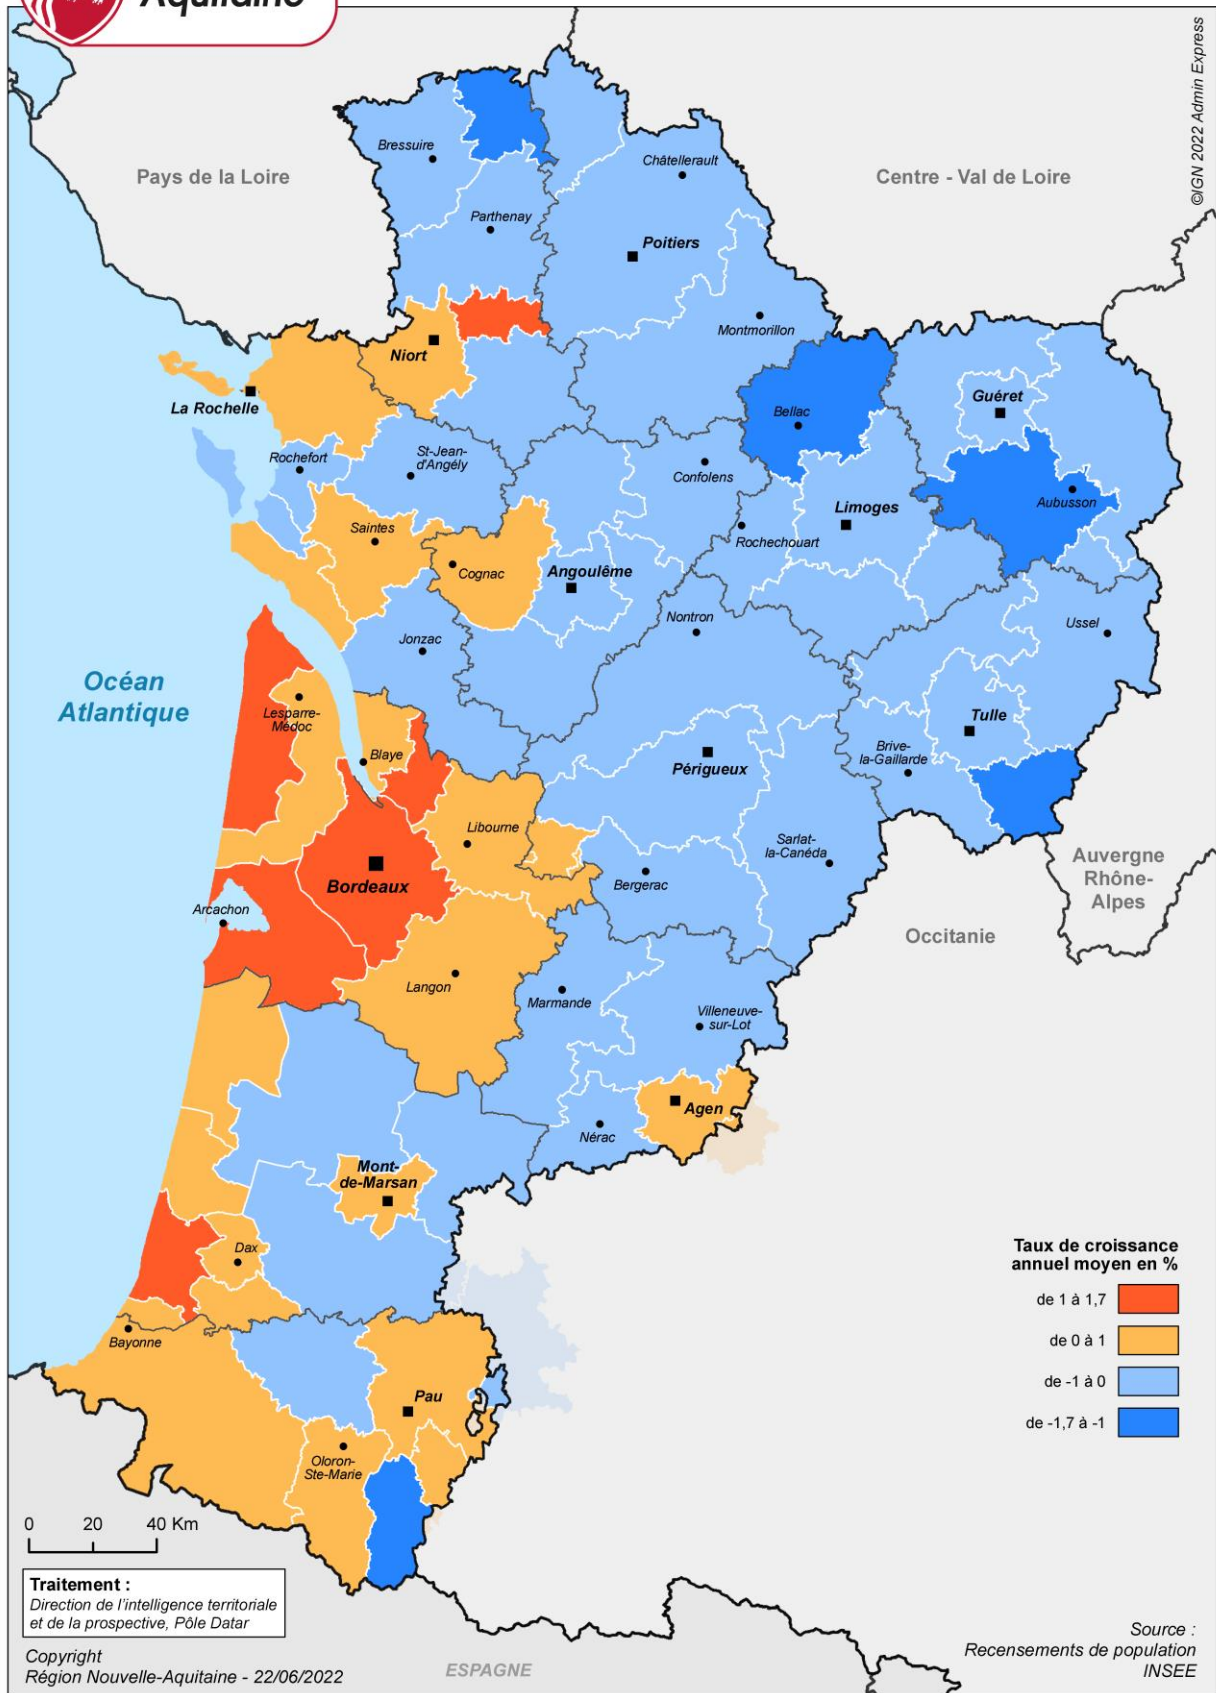 Aquitaine
©IGN 2022 Admin Express
Pays de la Loire
Centre - Val de Loire
Bressuire
Châtellerault
Parthenay
Poitiers
Montmorillon
Niort
La Rochelle
Guéret
Bellac
Rochefort
St-Jean-
d'Angély
Confolens
Aubusson
Limoges
Saintes
Rochechouart
Cognac
Angoulême
Nontron
Ussel
Jonzac
Océan
Atlantique
Lesparre-
Médoc
Tulle
Blaye
Périgueux
Brive-
la-Gaillarde
Libourne
Sarlat-
la-Canéda
Bordeaux
Bergerac
Auvergne
Rhône-
Alpes
Arcachon
Occitanie
Langon
Marmande
Villeneuve-
sur-Lot
Agen
Nérac
Mont-
de-Marsan
Dax
Taux de croissance
annuel moyen en %
de 1 à 1,7
de 0 à 1
de -1 à 0
de -1,7 à -1
Bayonne
Pau
Oloron-
Ste-Marie
0 20 40 Km
Traitement :
Direction de l'intelligence territoriale
et de la prospective, Pôle Datar
Copyright
Région Nouvelle-Aquitaine - 22/06/2022
ESPAGNE
Source :
Recensements de population
INSEE